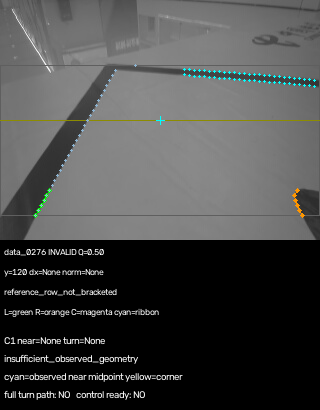 data_0276 INVALID Q=0.50
y=120 dx=None norm=None
reference_row_not_bracketed
L=green R=orange C=magenta cyan=ribbon
C1 near=None turn=None
insufficient_observed_geometry
cyan=observed near midpoint yellow=corner
full turn path: NO control ready: NO